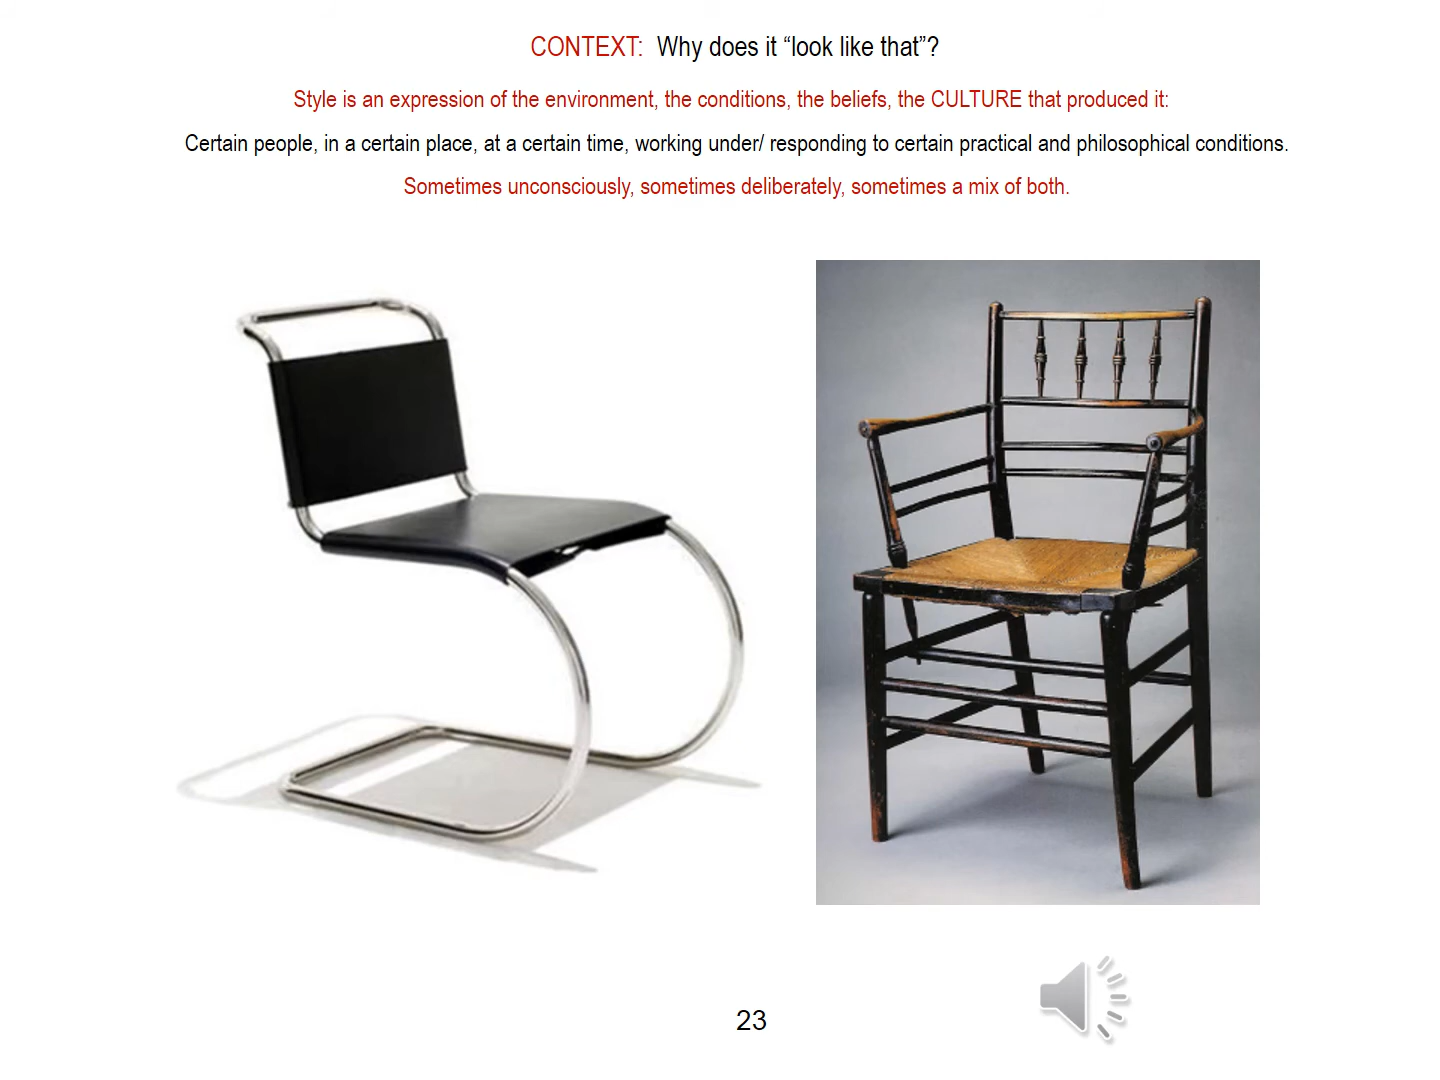 CONTEXT: Why does it “look like that”?
Style is an expression of the environment, the conditions, the beliefs, the CULTURE that produced it:
Certain people, in a certain place, at a certain time, working under/ responding to certain practical and philosophical conditions.
Sometimes unconsciously, sometimes deliberately, sometimes a mix of both.
23